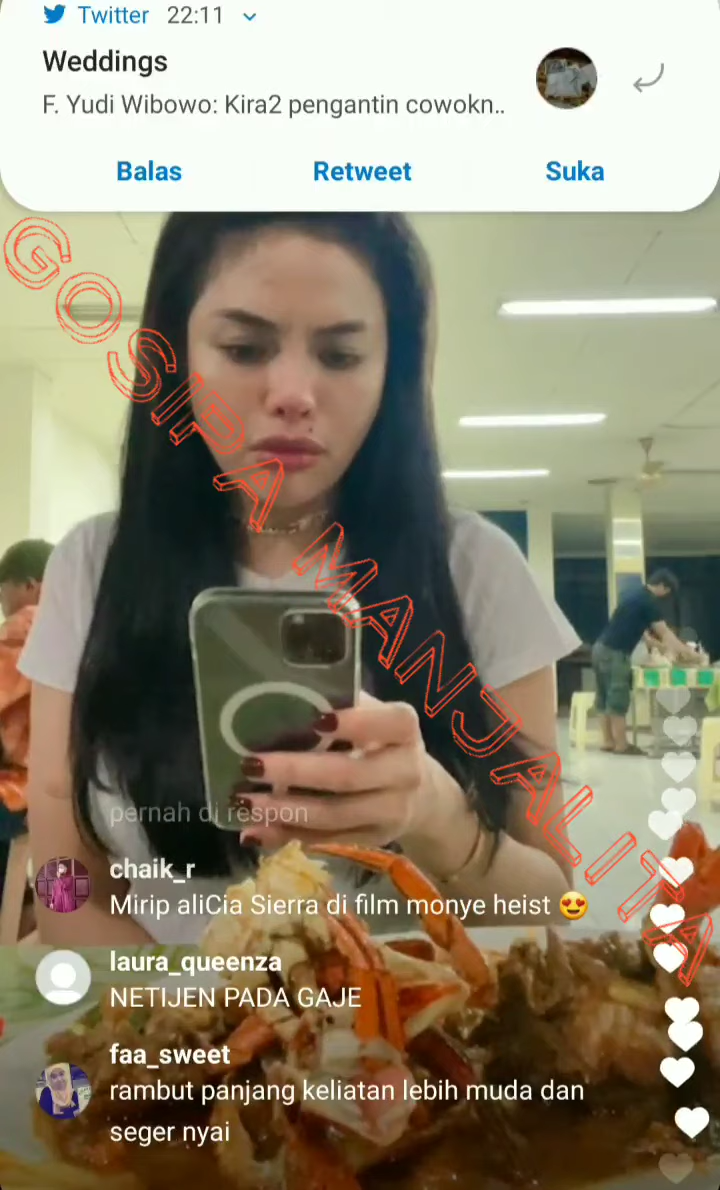 Twitter 22:11
Weddings
F. Yudi Wibowo: Kira2 pengantin cowokn..
Balas Retweet Suka
GOSIPA MANJALITA
pernah di respon
chaik_r
Mirip aliCia Sierra di film monye heist 😍
laura_queenza
NETIJEN PADA GAJE
faa_sweet
rambut panjang keliatan lebih muda dan
seger nyai